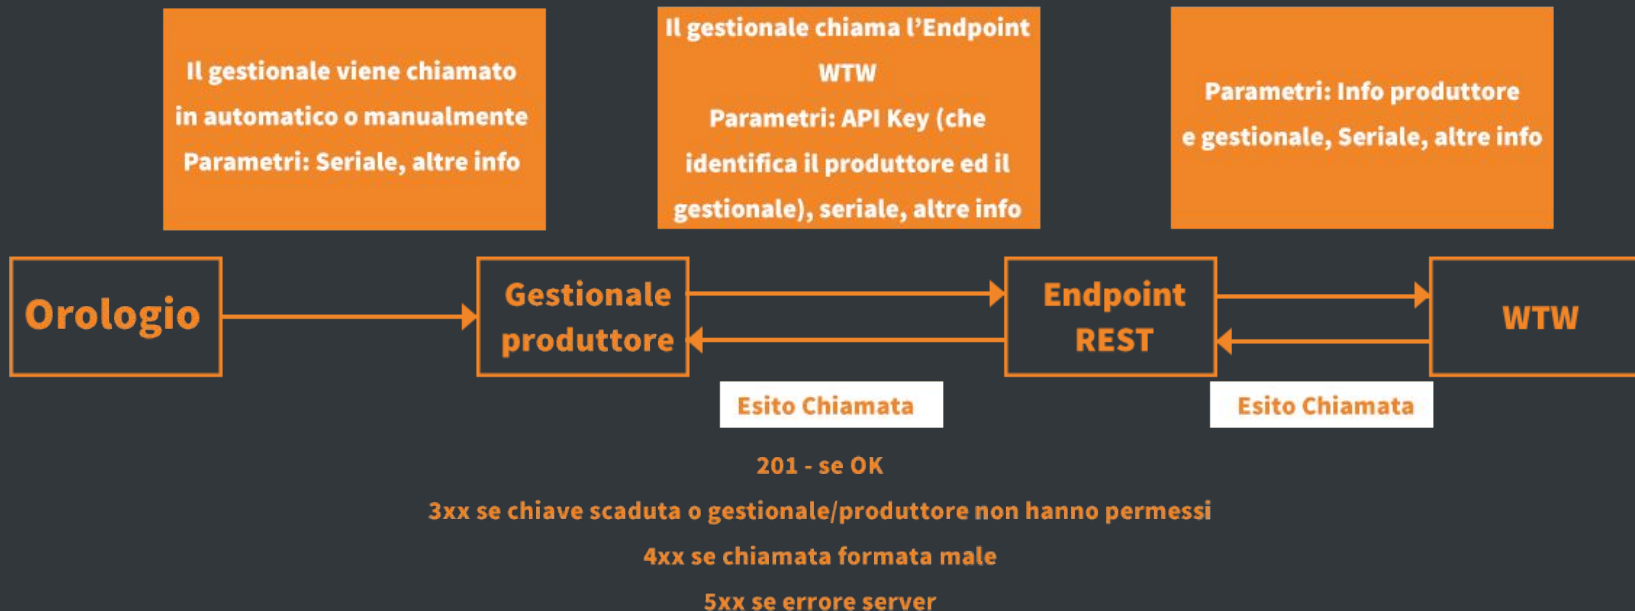 Il gestionale viene chiamato
in automatico o manualmente
Parametri: Seriale, altre info
Il gestionale chiama l’Endpoint
WTW
Parametri: API Key (che
identifica il produttore ed il
gestionale), seriale, altre info
Parametri: Info produttore
e gestionale, Seriale, altre info
Orologio
Gestionale
produttore
Endpoint
REST
WTW
Esito Chiamata
Esito Chiamata
201 - se OK
3xx se chiave scaduta o gestionale/produttore non hanno permessi
4xx se chiamata formata male
5xx se errore server